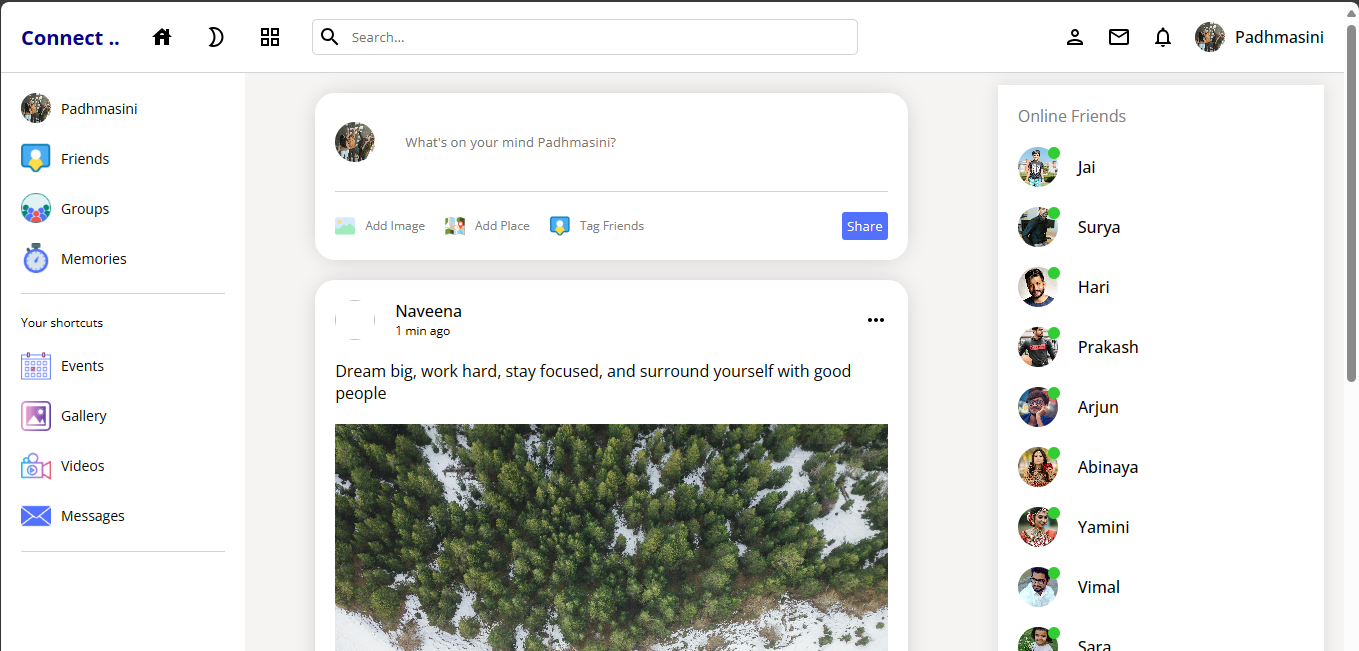 Connect ..
Search...
Padhmasini
Padhmasini
Friends
Groups
Memories
Your shortcuts
Events
Gallery
Videos
Messages
What's on your mind Padhmasini?
Add Image
Add Place
Tag Friends
Share
Naveena
1 min ago
Dream big, work hard, stay focused, and surround yourself with good
people
Online Friends
Jai
Surya
Hari
Prakash
Arjun
Abinaya
Yamini
Vimal
Sara